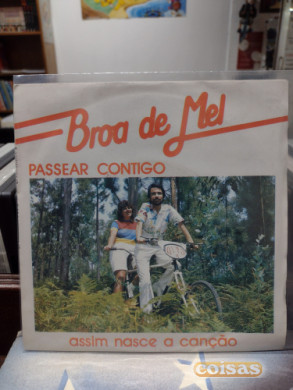 Broa de Mel
PASSEAR CONTIGO
assim nasce a canção
coisas